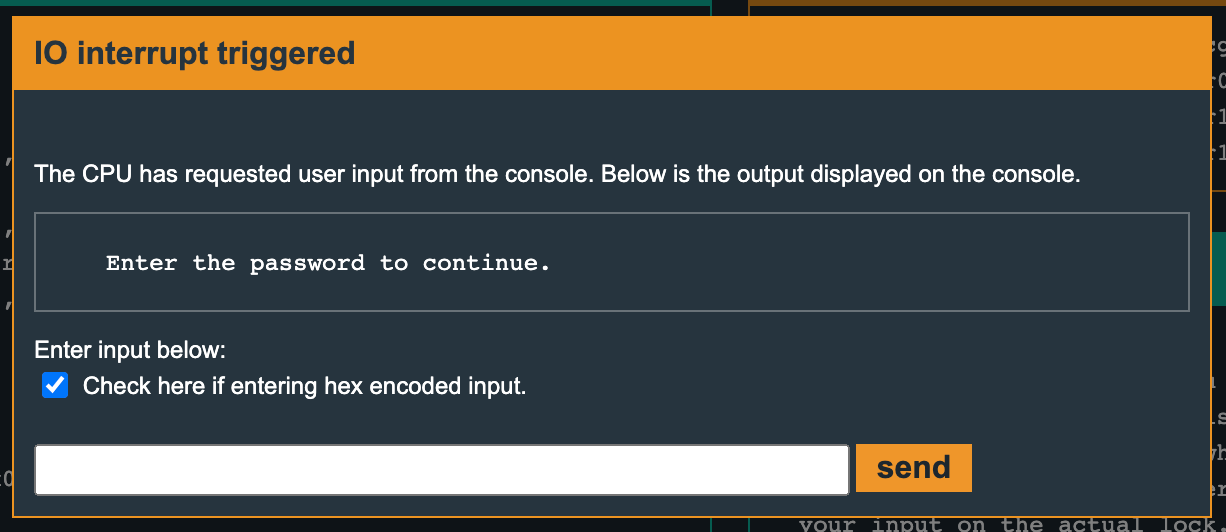 IO interrupt triggered
The CPU has requested user input from the console. Below is the output displayed on the console.
Enter the password to continue.
Enter input below:
Check here if entering hex encoded input.
send
your input on the actual lock.